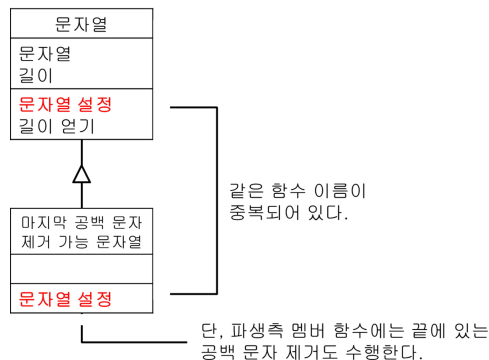 문자열
문자열
길이
문자열 설정
길이 얻기
같은 함수 이름이
중복되어 있다.
마지막 공백 문자
제거 가능 문자열
문자열 설정
단, 파생측 멤버 함수에는 끝에 있는
공백 문자 제거도 수행한다.